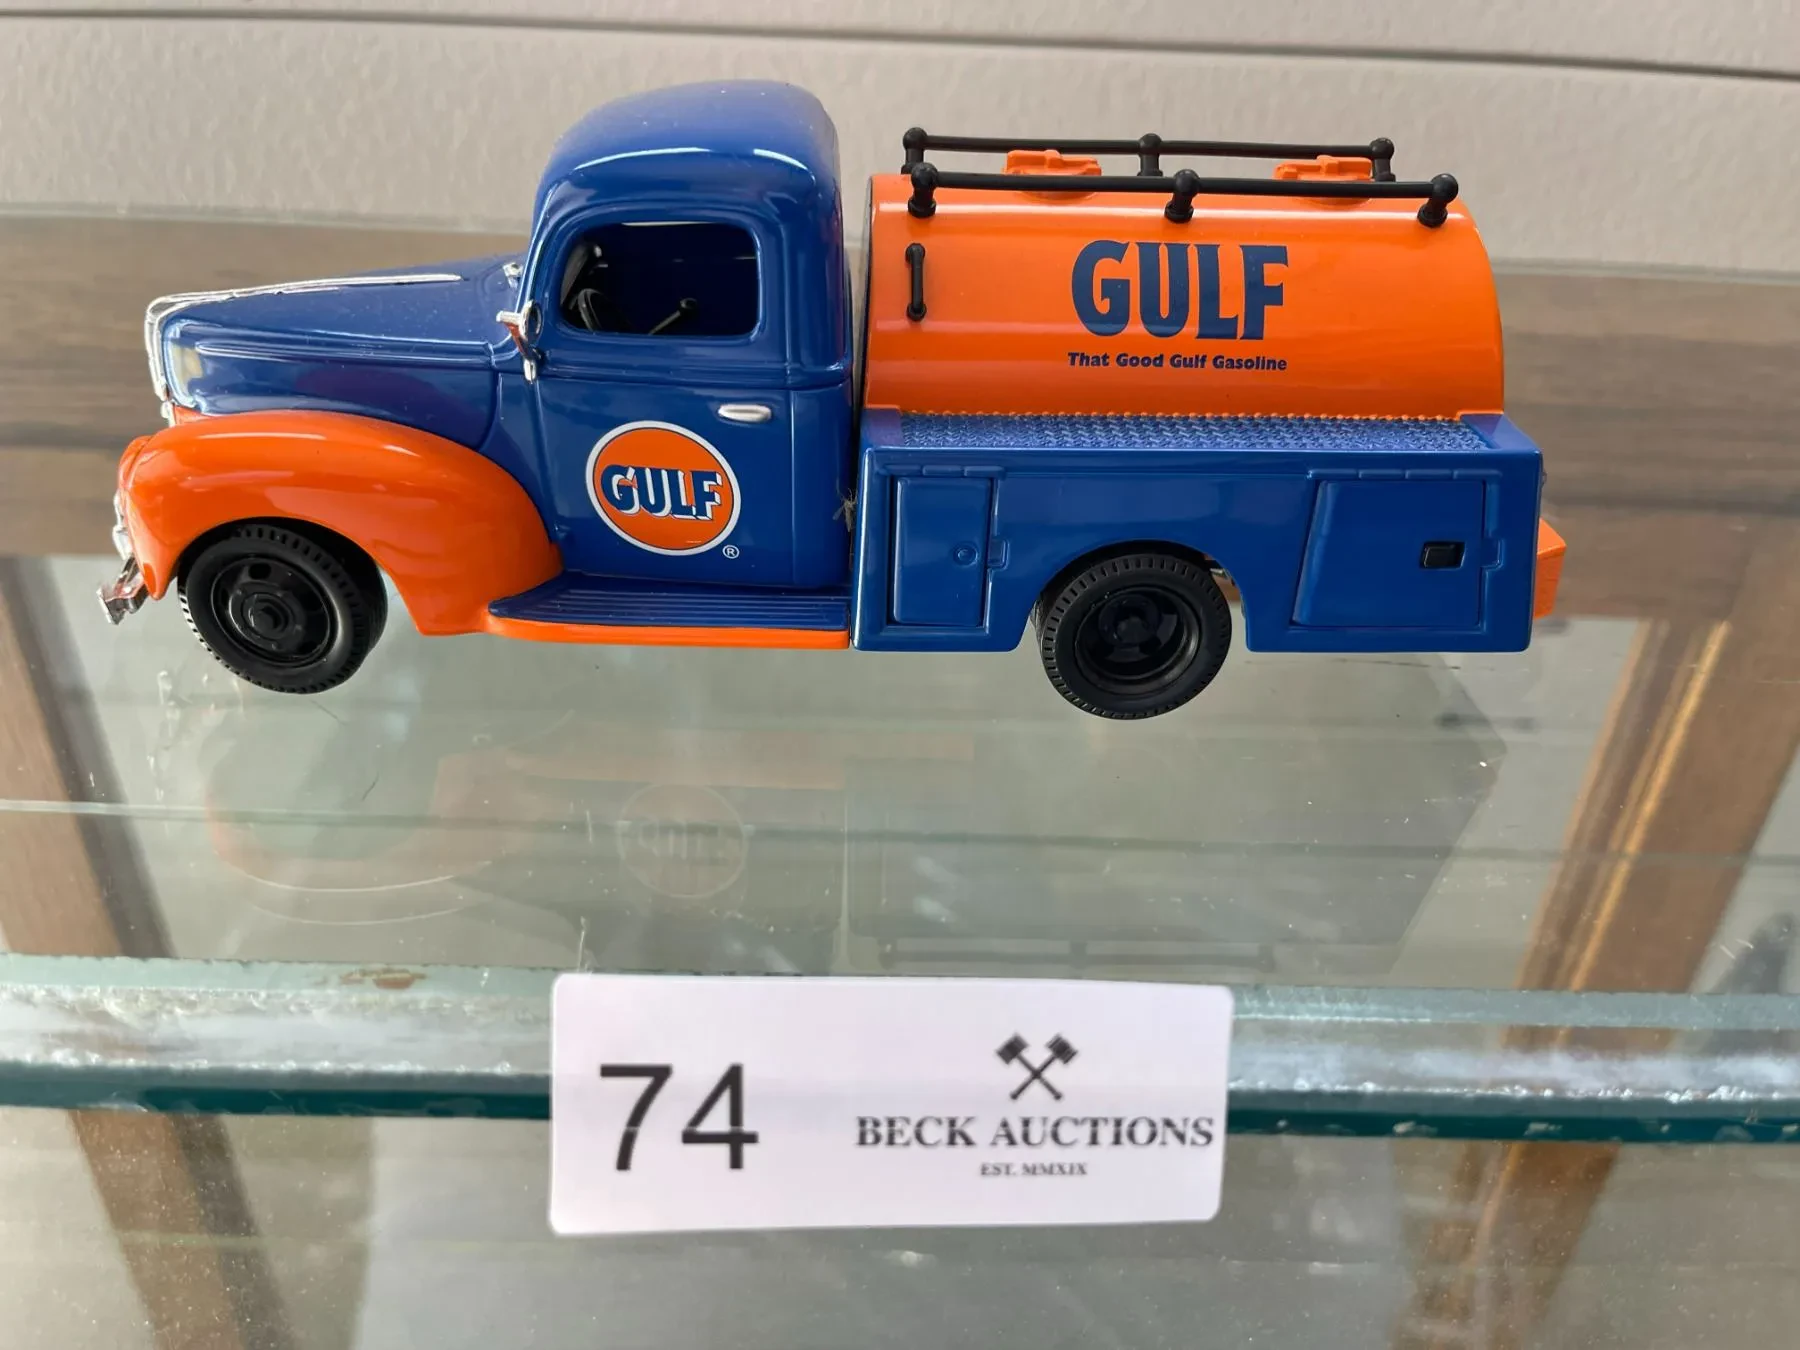 GULF
That Good Gulf Gasoline
GULF
®
74
BECK AUCTIONS
EST. MMXIX